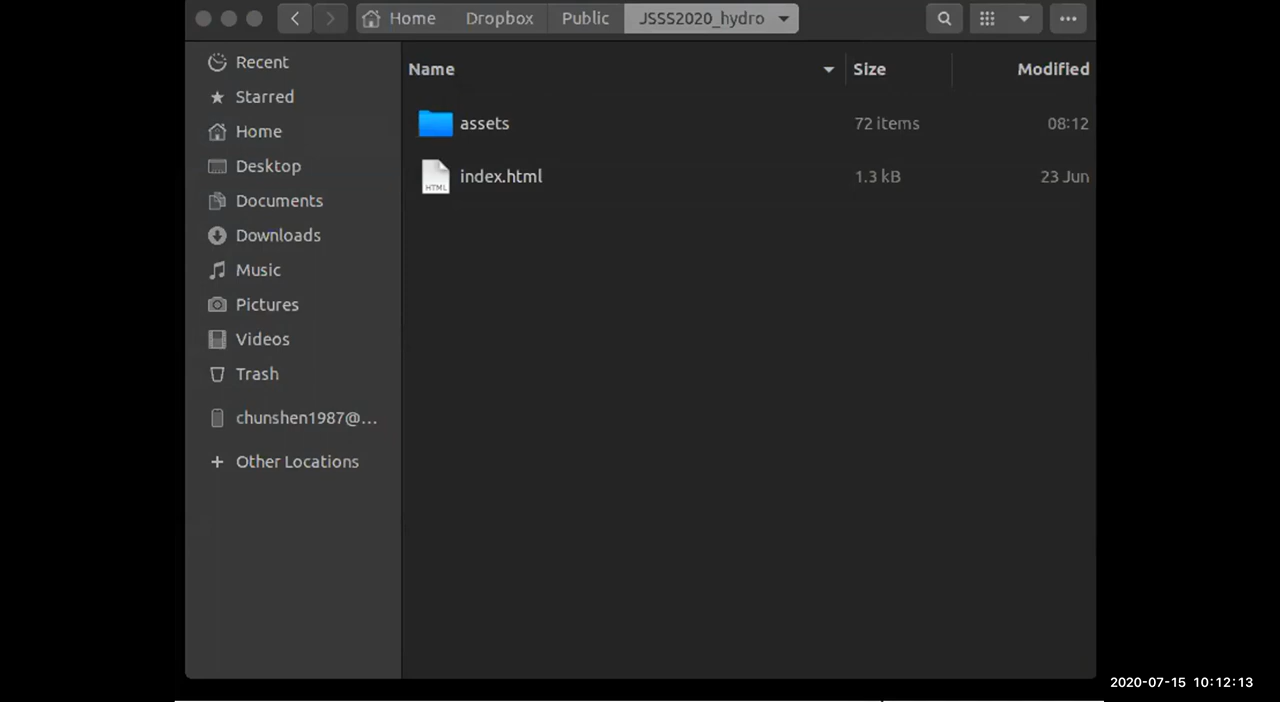 Home Dropbox Public JSSS2020_hydro
Recent
Starred
Home
Desktop
Documents
Downloads
Music
Pictures
Videos
Trash
chunshen1987@...
Other Locations
Name Size Modified
assets 72 items 08:12
HTML index.html 1.3 kB 23 Jun
2020-07-15 10:12:13